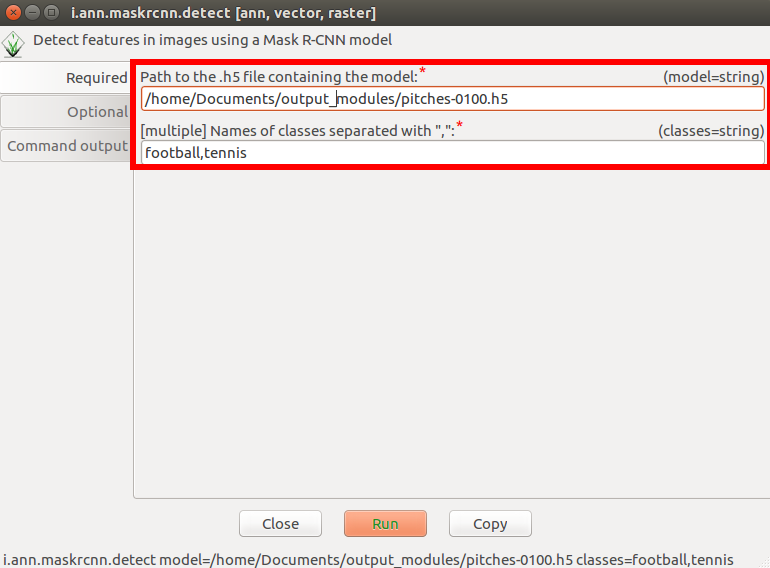 i.ann.maskrcnn.detect [ann, vector, raster]
Detect features in images using a Mask R-CNN model
Required
Path to the .h5 file containing the model:* (model=string)
/home/Documents/output_modules/pitches-0100.h5
Optional
[multiple] Names of classes separated with ",":* (classes=string)
Command output
football,tennis
Close Run Copy
i.ann.maskrcnn.detect model=/home/Documents/output_modules/pitches-0100.h5 classes=football,tennis